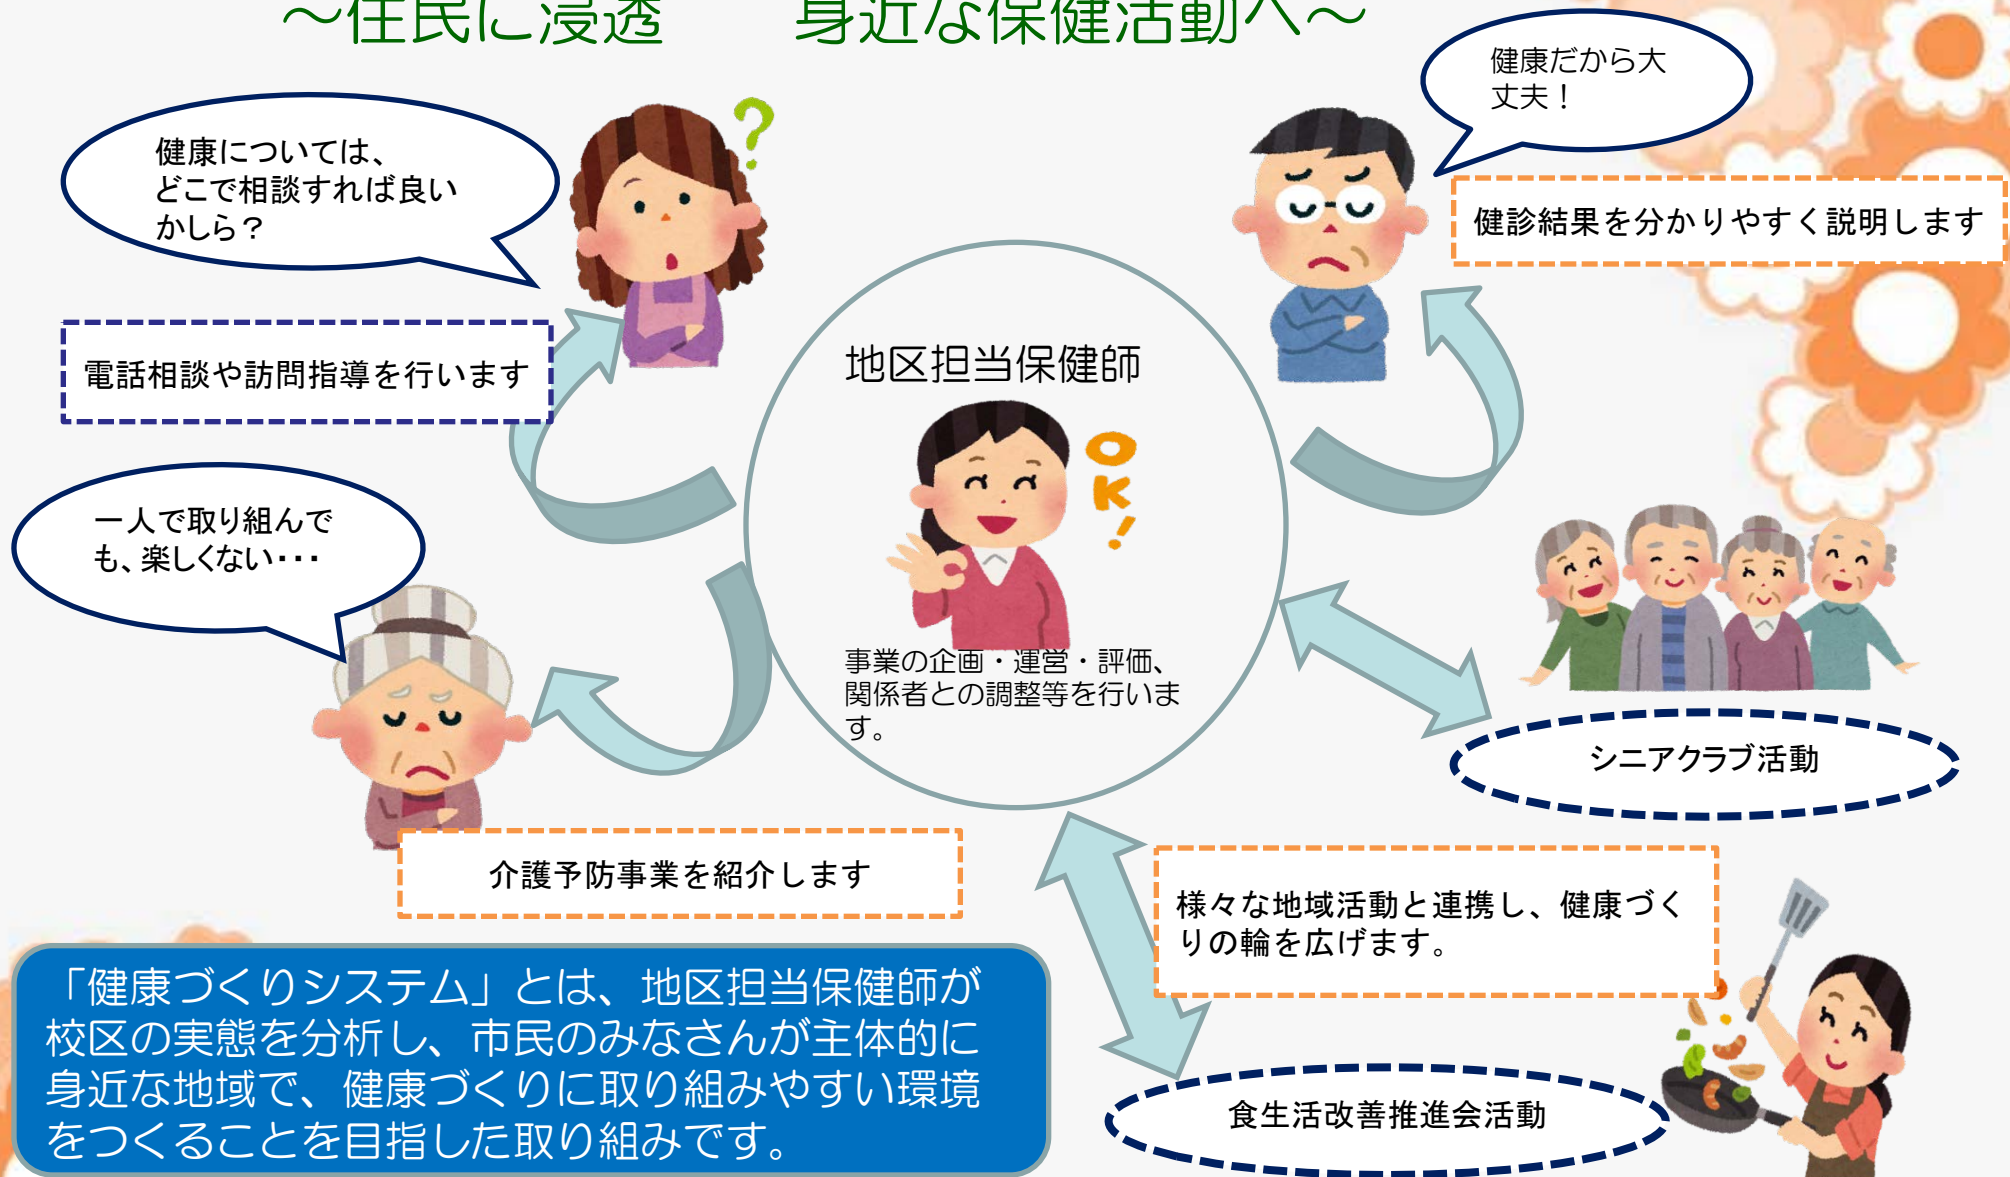 ～住民に浸透　　身近な保健活動へ～
健康だから大
丈夫！
健康については、
どこで相談すれば良い
かしら？
健診結果を分かりやすく説明します
電話相談や訪問指導を行います
地区担当保健師
OK!
一人で取り組んで
も、楽しくない・・・
事業の企画・運営・評価、
関係者との調整等を行いま
す。
シニアクラブ活動
介護予防事業を紹介します
様々な地域活動と連携し、健康づく
りの輪を広げます。
「健康づくりシステム」とは、地区担当保健師が
校区の実態を分析し、市民のみなさんが主体的に
身近な地域で、健康づくりに取り組みやすい環境
をつくることを目指した取り組みです。
食生活改善推進会活動